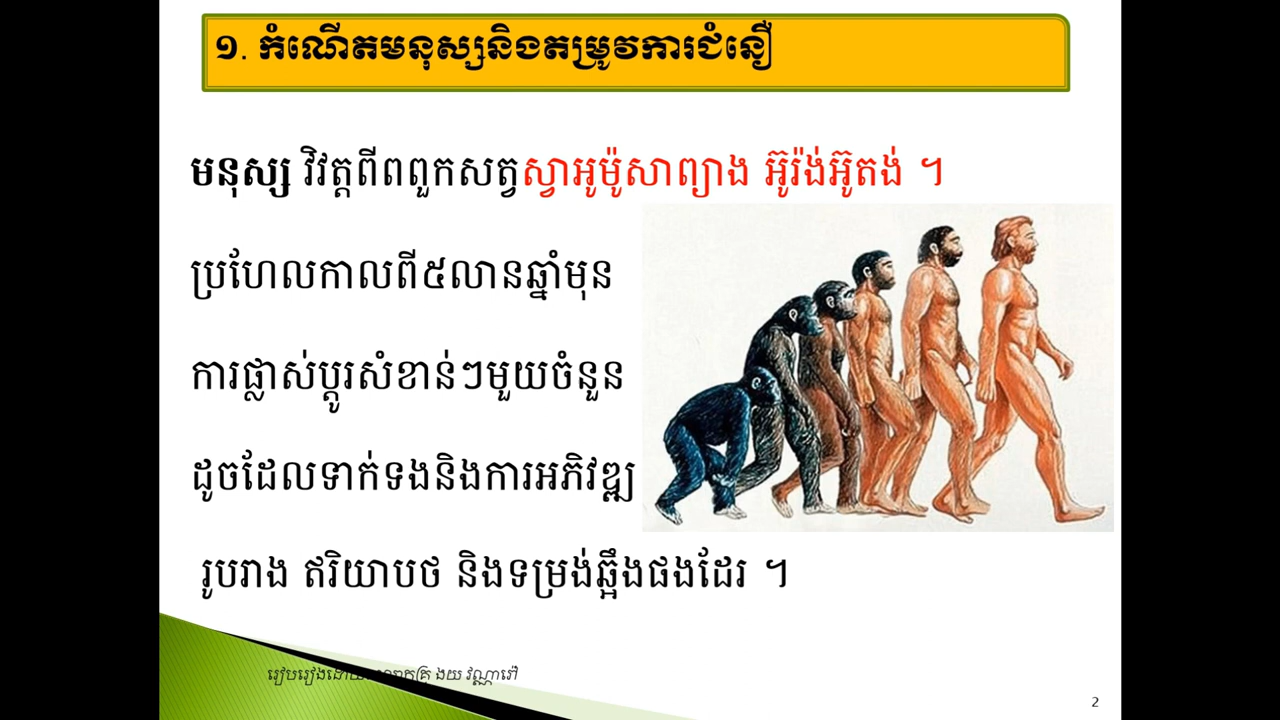 ១. កំណើតមនុស្សនិងតម្រូវការជំនឿ
មនុស្ស វិវត្តពីពពួកសត្វស្វាអូម៉ូសាព្យាង អ៊ូរ៉ង់អ៊ូតង់ ។
ប្រហែលកាលពី៥លានឆ្នាំមុន
ការផ្លាស់ប្តូរសំខាន់ៗមួយចំនួន
ដូចដែលទាក់ទងនិងការអភិវឌ្ឍ
រូបរាង ឥរិយាបថ និងទម្រង់ឆ្អឹងផងដែរ ។
រៀបរៀងដោយ ងយ វណ្ណាភៅ
2